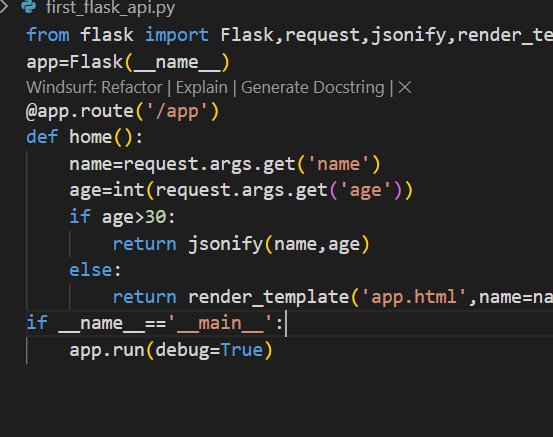 first_flask_api.py
from flask import Flask,request,jsonify,render_te
app=Flask(__name__)
Windsurf: Refactor | Explain | Generate Docstring | ×
@app.route('/app')
def home():
    name=request.args.get('name')
    age=int(request.args.get('age'))
    if age>30:
        return jsonify(name,age)
    else:
        return render_template('app.html',name=na
if __name__=='__main__':
    app.run(debug=True)